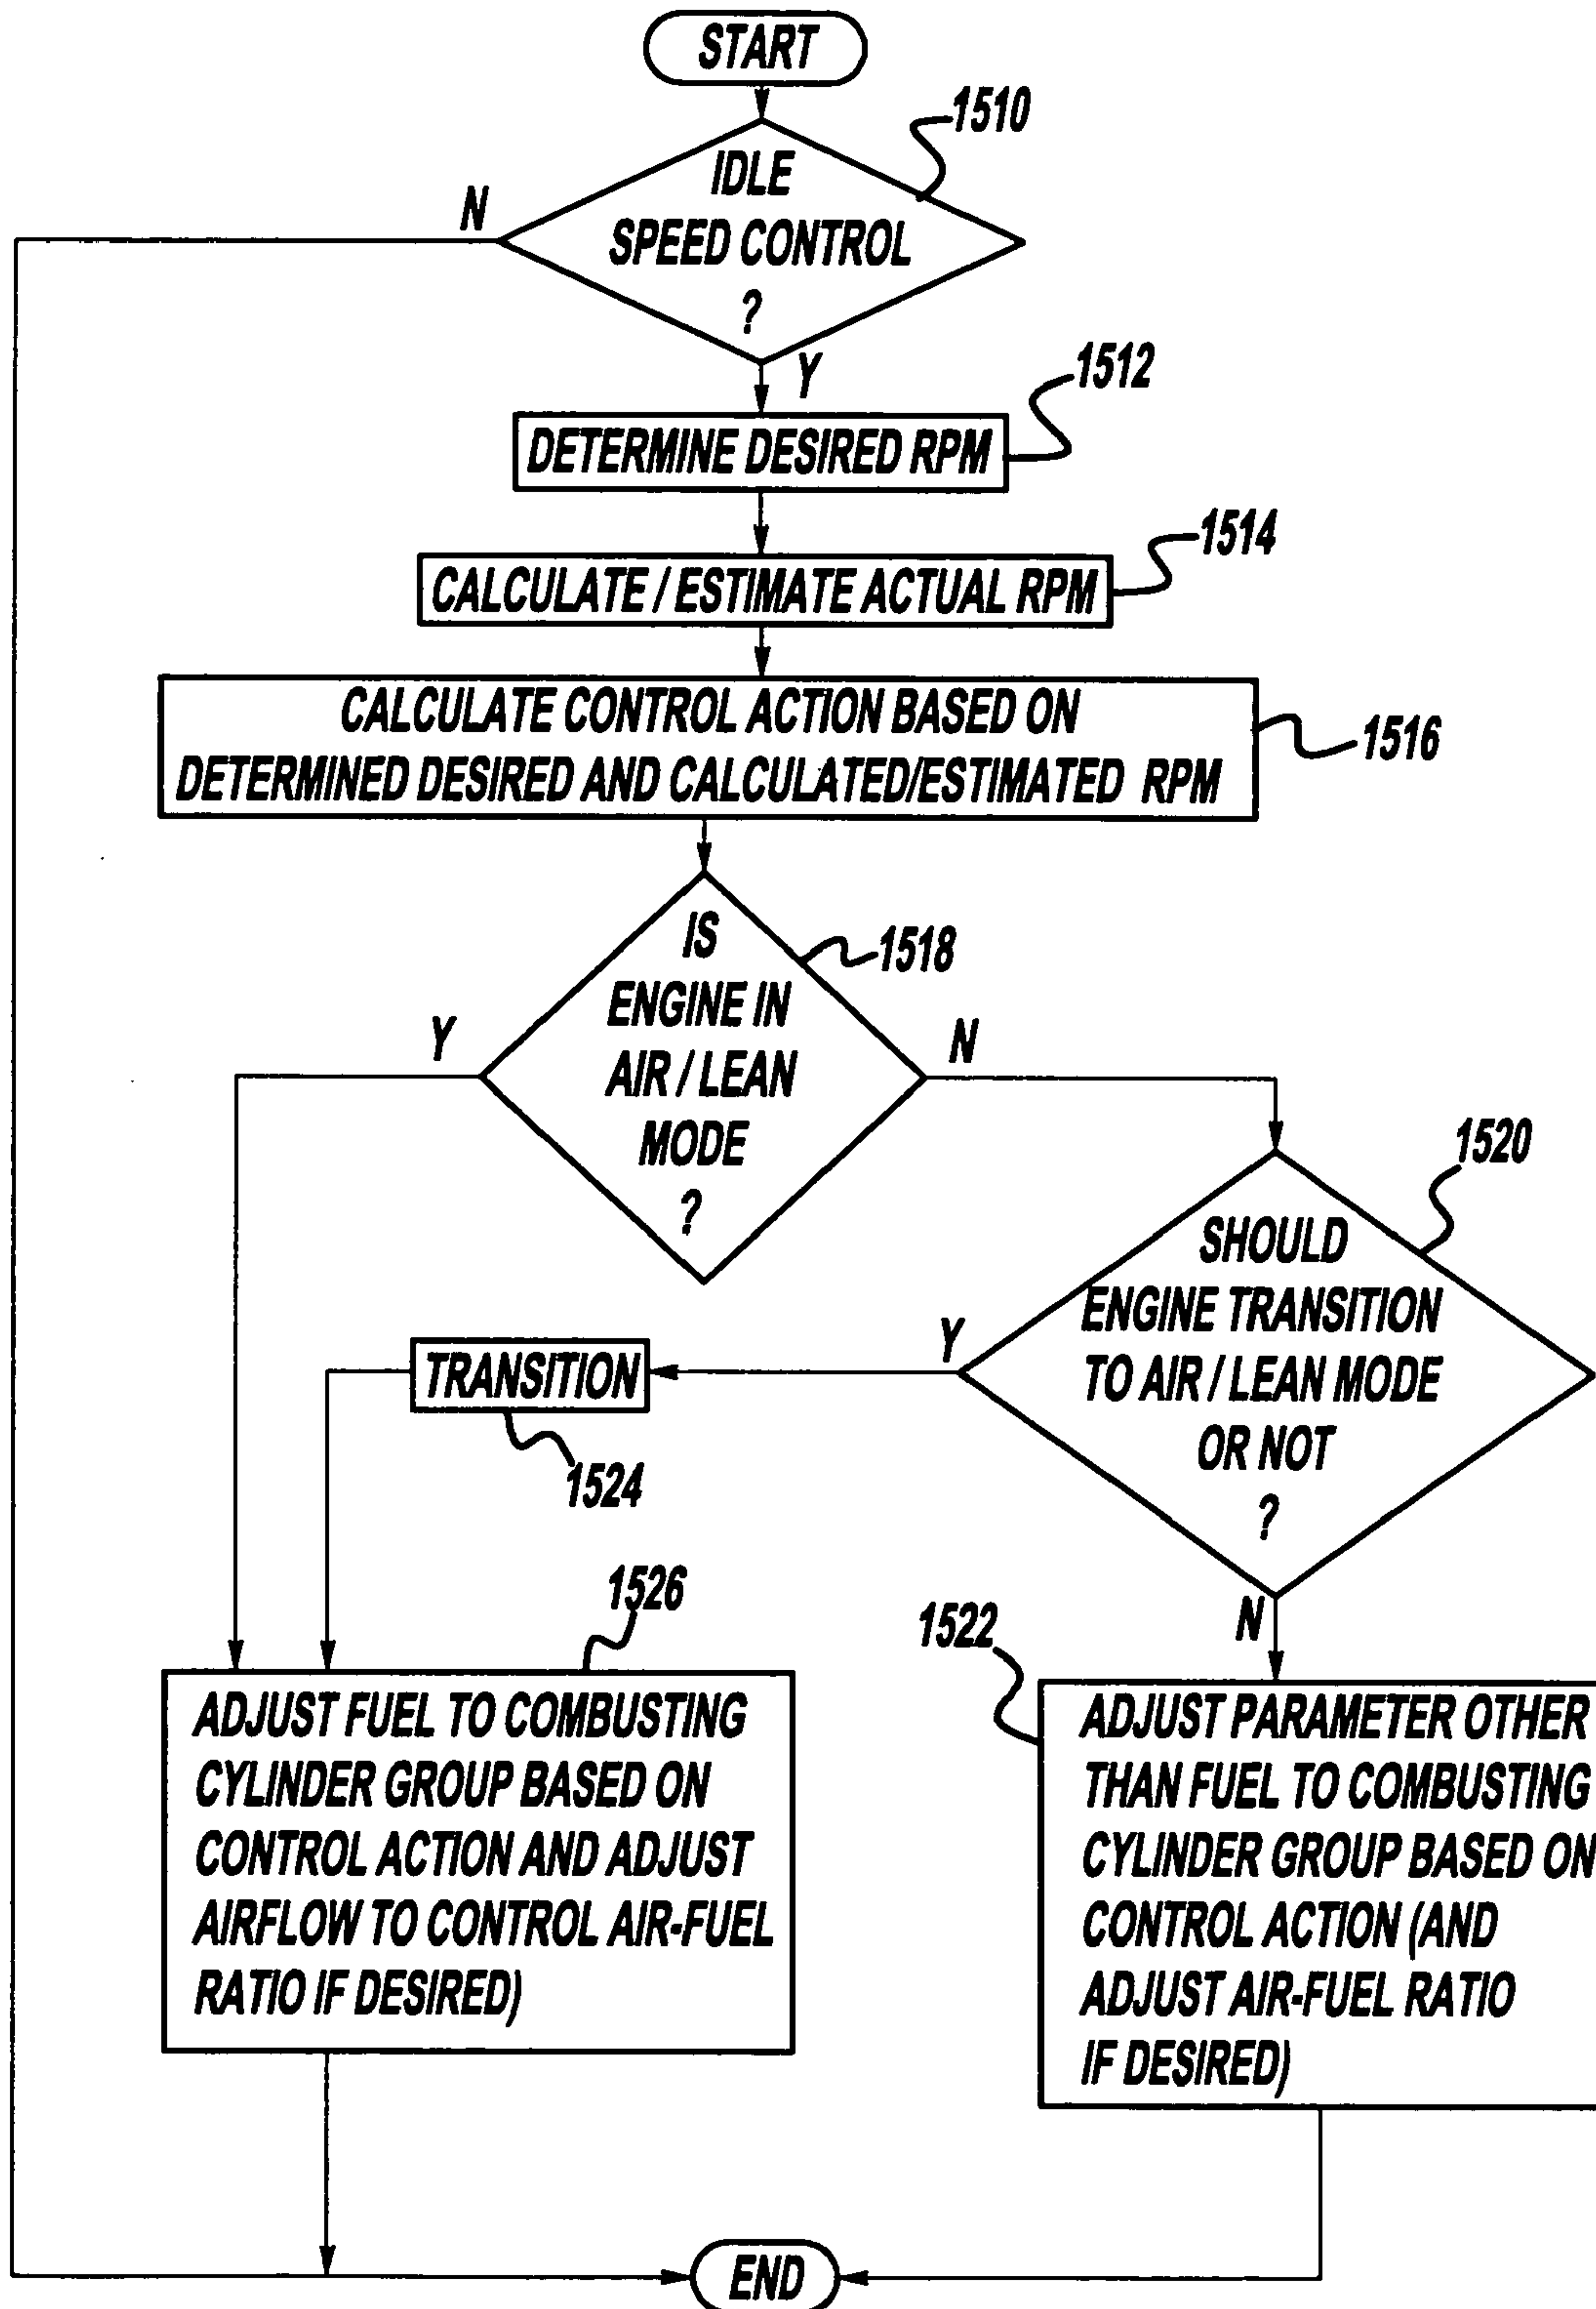 START
1510
IDLE
SPEED CONTROL
?
N
Y
1512
DETERMINE DESIRED RPM
1514
CALCULATE / ESTIMATE ACTUAL RPM
CALCULATE CONTROL ACTION BASED ON
DETERMINED DESIRED AND CALCULATED/ESTIMATED RPM
1516
IS
ENGINE IN
AIR / LEAN
MODE
?
1518
Y
N
1520
SHOULD
ENGINE TRANSITION
TO AIR / LEAN MODE
OR NOT
?
Y
TRANSITION
1524
N
1526
1522
ADJUST FUEL TO COMBUSTING
CYLINDER GROUP BASED ON
CONTROL ACTION AND ADJUST
AIRFLOW TO CONTROL AIR-FUEL
RATIO IF DESIRED)
ADJUST PARAMETER OTHER
THAN FUEL TO COMBUSTING
CYLINDER GROUP BASED ON
CONTROL ACTION (AND
ADJUST AIR-FUEL RATIO
IF DESIRED)
END